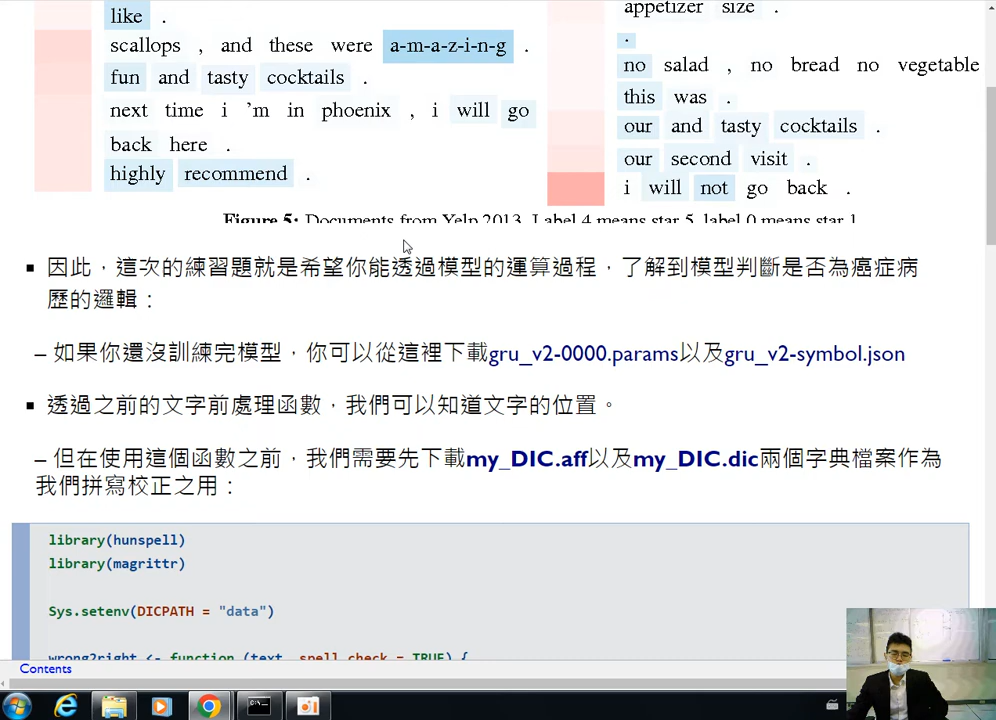 like .
scallops , and these were a-m-a-z-i-n-g .
fun and tasty cocktails .
next time i 'm in phoenix , i will go
back here .
highly recommend .
appetizer size .
.
no salad , no bread no vegetable
this was .
our and tasty cocktails .
our second visit .
i will not go back .
Figure 5: Documents from Yelp 2013. Label 4 means star 5, label 0 means star 1.
▪ 因此，這次的練習題就是希望你能透過模型的運算過程，了解到模型判斷是否為癌症病
歷的邏輯：
– 如果你還沒訓練完模型，你可以從這裡下載gru_v2-0000.params以及gru_v2-symbol.json
▪ 透過之前的文字前處理函數，我們可以知道文字的位置。
– 但在使用這個函數之前，我們需要先下載my_DIC.aff以及my_DIC.dic兩個字典檔案作為
我們拼寫校正之用：
library(hunspell)
library(magrittr)
Sys.setenv(DICPATH = "data")
wrong2right <- function (text, spell_check = TRUE) {
Contents